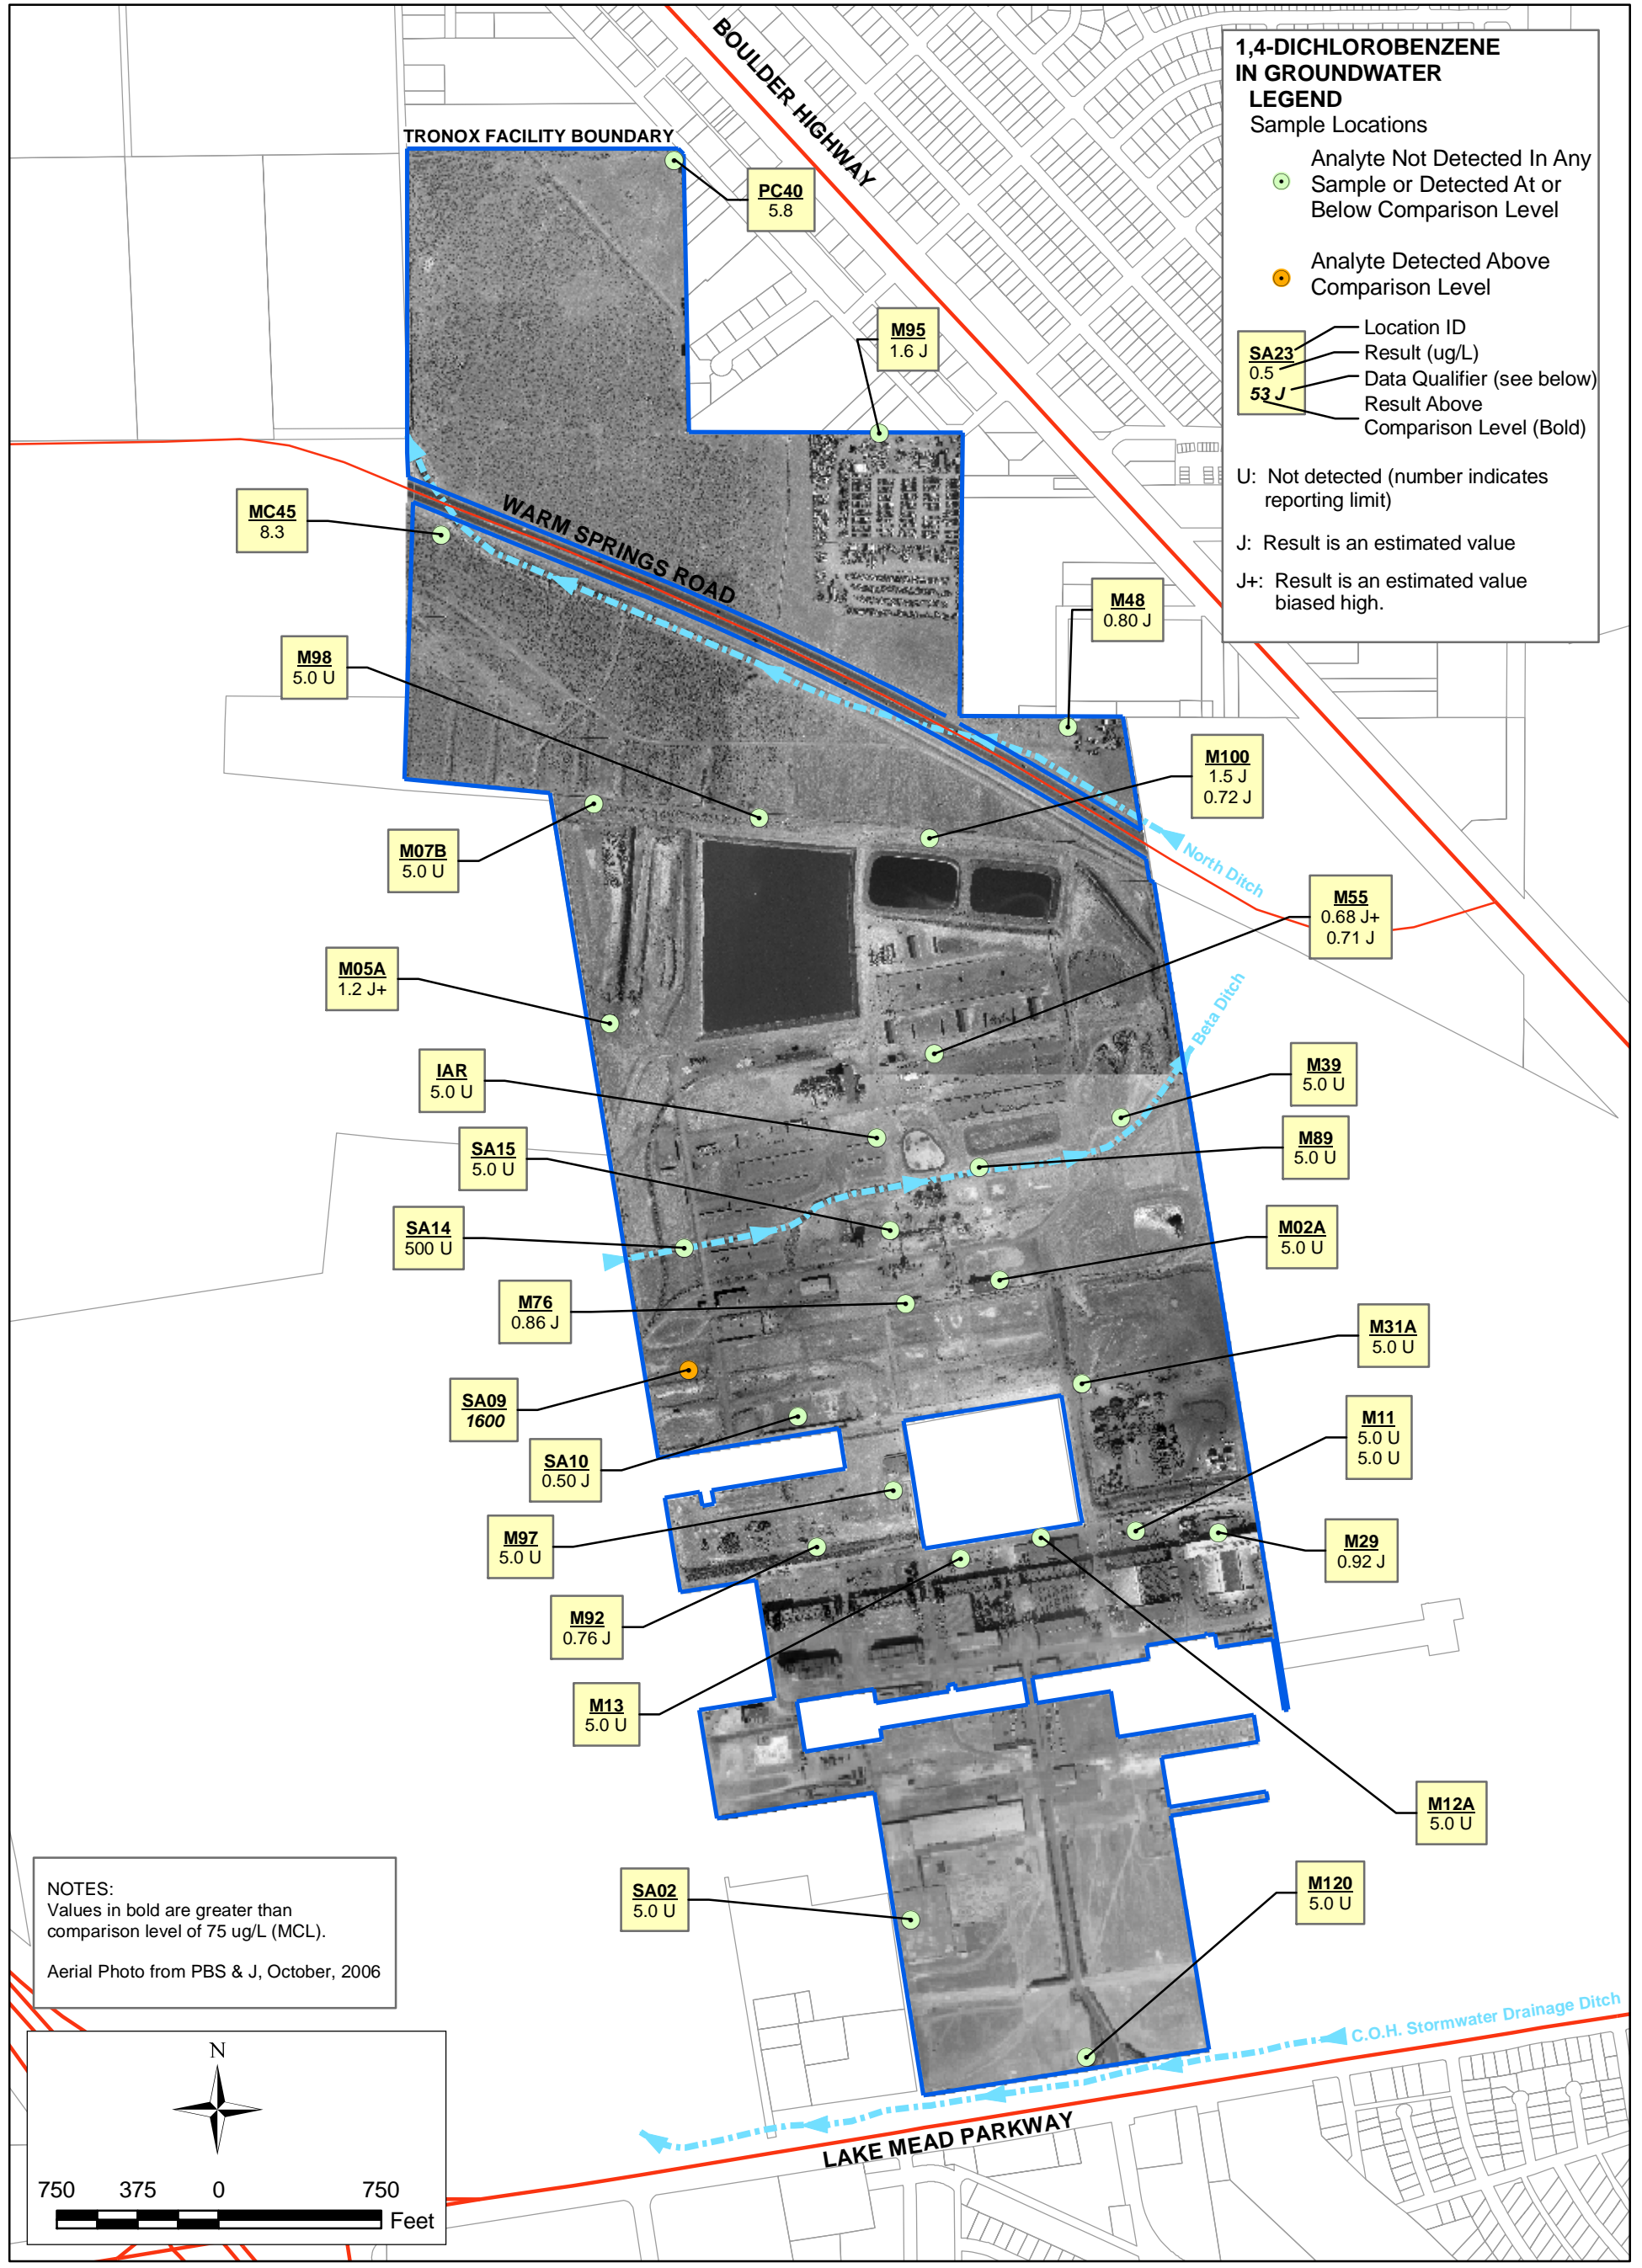 BOULDER HIGHWAY
1,4-DICHLOROBENZENE
IN GROUNDWATER
LEGEND
Sample Locations
Analyte Not Detected In Any
Sample or Detected At or
Below Comparison Level
Analyte Detected Above
Comparison Level
SA23
0.5
53 J
Location ID
Result (ug/L)
Data Qualifier (see below)
Result Above
Comparison Level (Bold)
U: Not detected (number indicates
reporting limit)
J: Result is an estimated value
J+: Result is an estimated value
biased high.
TRONOX FACILITY BOUNDARY
PC40
5.8
M95
1.6 J
MC45
8.3
WARM SPRINGS ROAD
M48
0.80 J
M98
5.0 U
M100
1.5 J
0.72 J
M07B
5.0 U
North Ditch
M55
0.68 J+
0.71 J
M05A
1.2 J+
Beta Ditch
IAR
5.0 U
M39
5.0 U
SA15
5.0 U
M89
5.0 U
SA14
500 U
M02A
5.0 U
M76
0.86 J
M31A
5.0 U
SA09
1600
M11
5.0 U
5.0 U
SA10
0.50 J
M97
5.0 U
M29
0.92 J
M92
0.76 J
M13
5.0 U
M12A
5.0 U
SA02
5.0 U
M120
5.0 U
NOTES:
Values in bold are greater than
comparison level of 75 ug/L (MCL).
Aerial Photo from PBS & J, October, 2006
C.O.H. Stormwater Drainage Ditch
LAKE MEAD PARKWAY
N
750 375 0 750
Feet